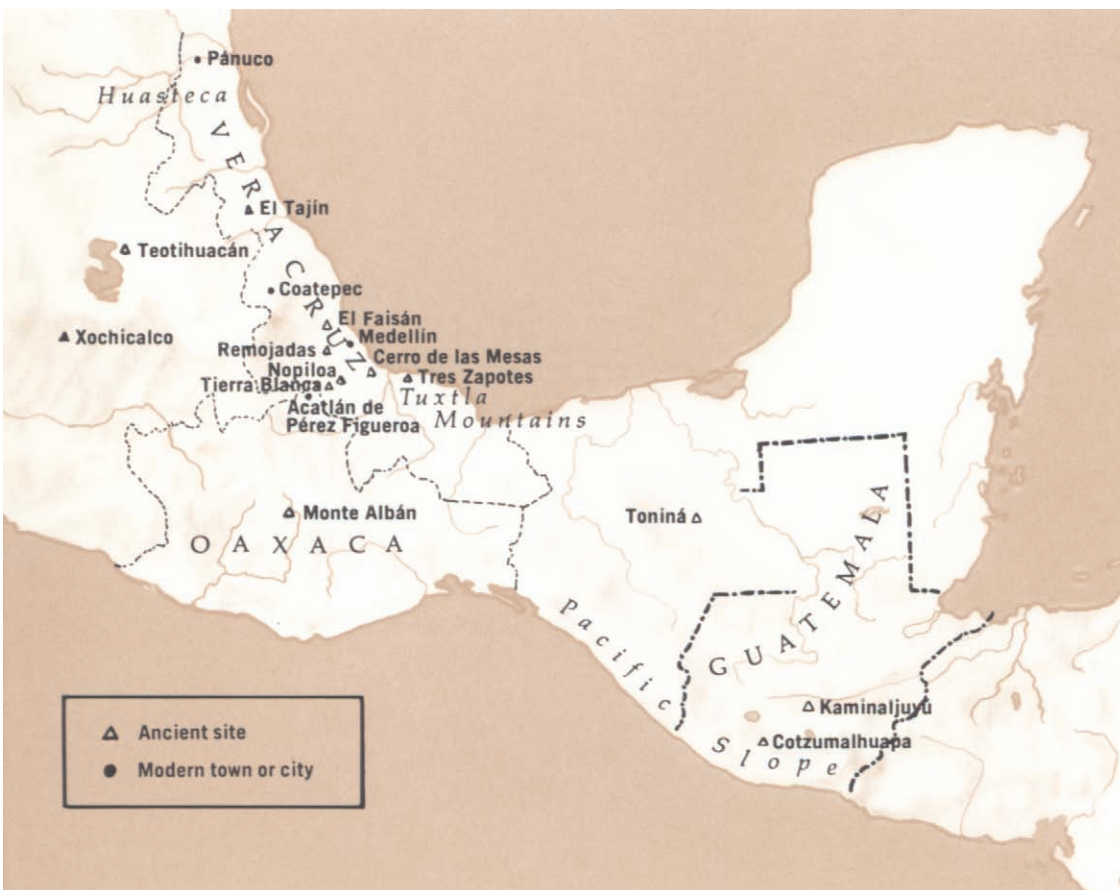 Pánuco
Huasteca
VERACRUZ
El Tajín
Teotihuacán
Coatepec
El Faisán
Xochicalco
Medellín
Remojadas
Cerro de las Mesas
Nopiloa
Tres Zapotes
Tierra Blanca
Tuxtla
Mountains
Acatlán de
Pérez Figueroa
Monte Albán
Toniná
OAXACA
GUATEMALA
Pacific
Slope
Kaminaljuyú
Cotzumalhuapa
Ancient site
Modern town or city